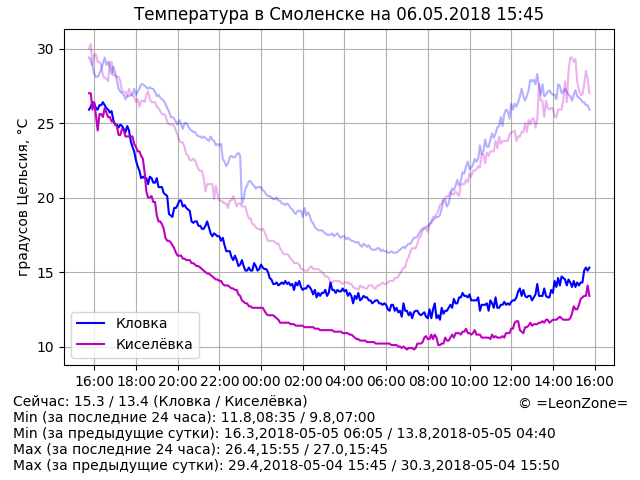 Температура в Смоленске на 06.05.2018 15:45
градусов Цельсия, °C
30
25
20
15
10
Кловка
Киселёвка
16:00 18:00 20:00 22:00 00:00 02:00 04:00 06:00 08:00 10:00 12:00 14:00 16:00
Сейчас: 15.3 / 13.4 (Кловка / Киселёвка)
© =LeonZone=
Min (за последние 24 часа): 11.8,08:35 / 9.8,07:00
Min (за предыдущие сутки): 16.3,2018-05-05 06:05 / 13.8,2018-05-05 04:40
Max (за последние 24 часа): 26.4,15:55 / 27.0,15:45
Max (за предыдущие сутки): 29.4,2018-05-04 15:45 / 30.3,2018-05-04 15:50